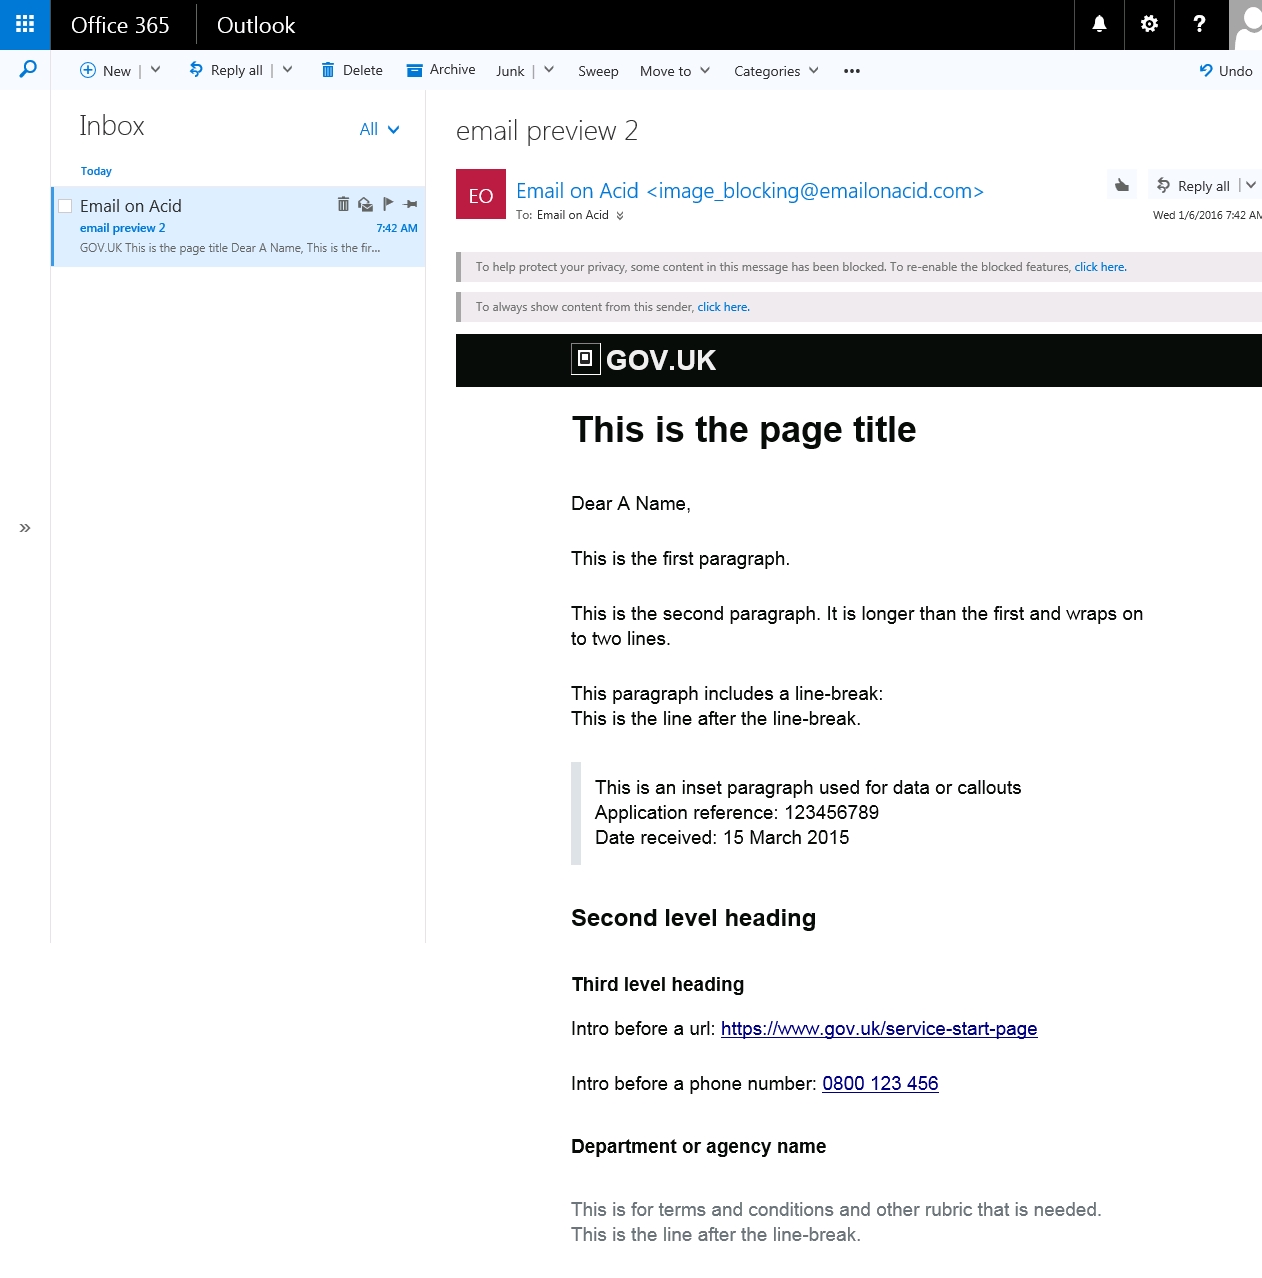 Office 365 Outlook ?
New Reply all Delete Archive Junk Sweep Move to Categories ••• Undo
Inbox
All
Today
Email on Acid
email preview 2 7:42 AM
GOV.UK This is the page title Dear A Name, This is the fir...
»
email preview 2
EO
Email on Acid <image_blocking@emailonacid.com>
To: Email on Acid
Reply all
Wed 1/6/2016 7:42 AM
To help protect your privacy, some content in this message has been blocked. To re-enable the blocked features, click here.
To always show content from this sender, click here.
GOV.UK
This is the page title
Dear A Name,
This is the first paragraph.
This is the second paragraph. It is longer than the first and wraps on
to two lines.
This paragraph includes a line-break:
This is the line after the line-break.
This is an inset paragraph used for data or callouts
Application reference: 123456789
Date received: 15 March 2015
Second level heading
Third level heading
Intro before a url: https://www.gov.uk/service-start-page
Intro before a phone number: 0800 123 456
Department or agency name
This is for terms and conditions and other rubric that is needed.
This is the line after the line-break.